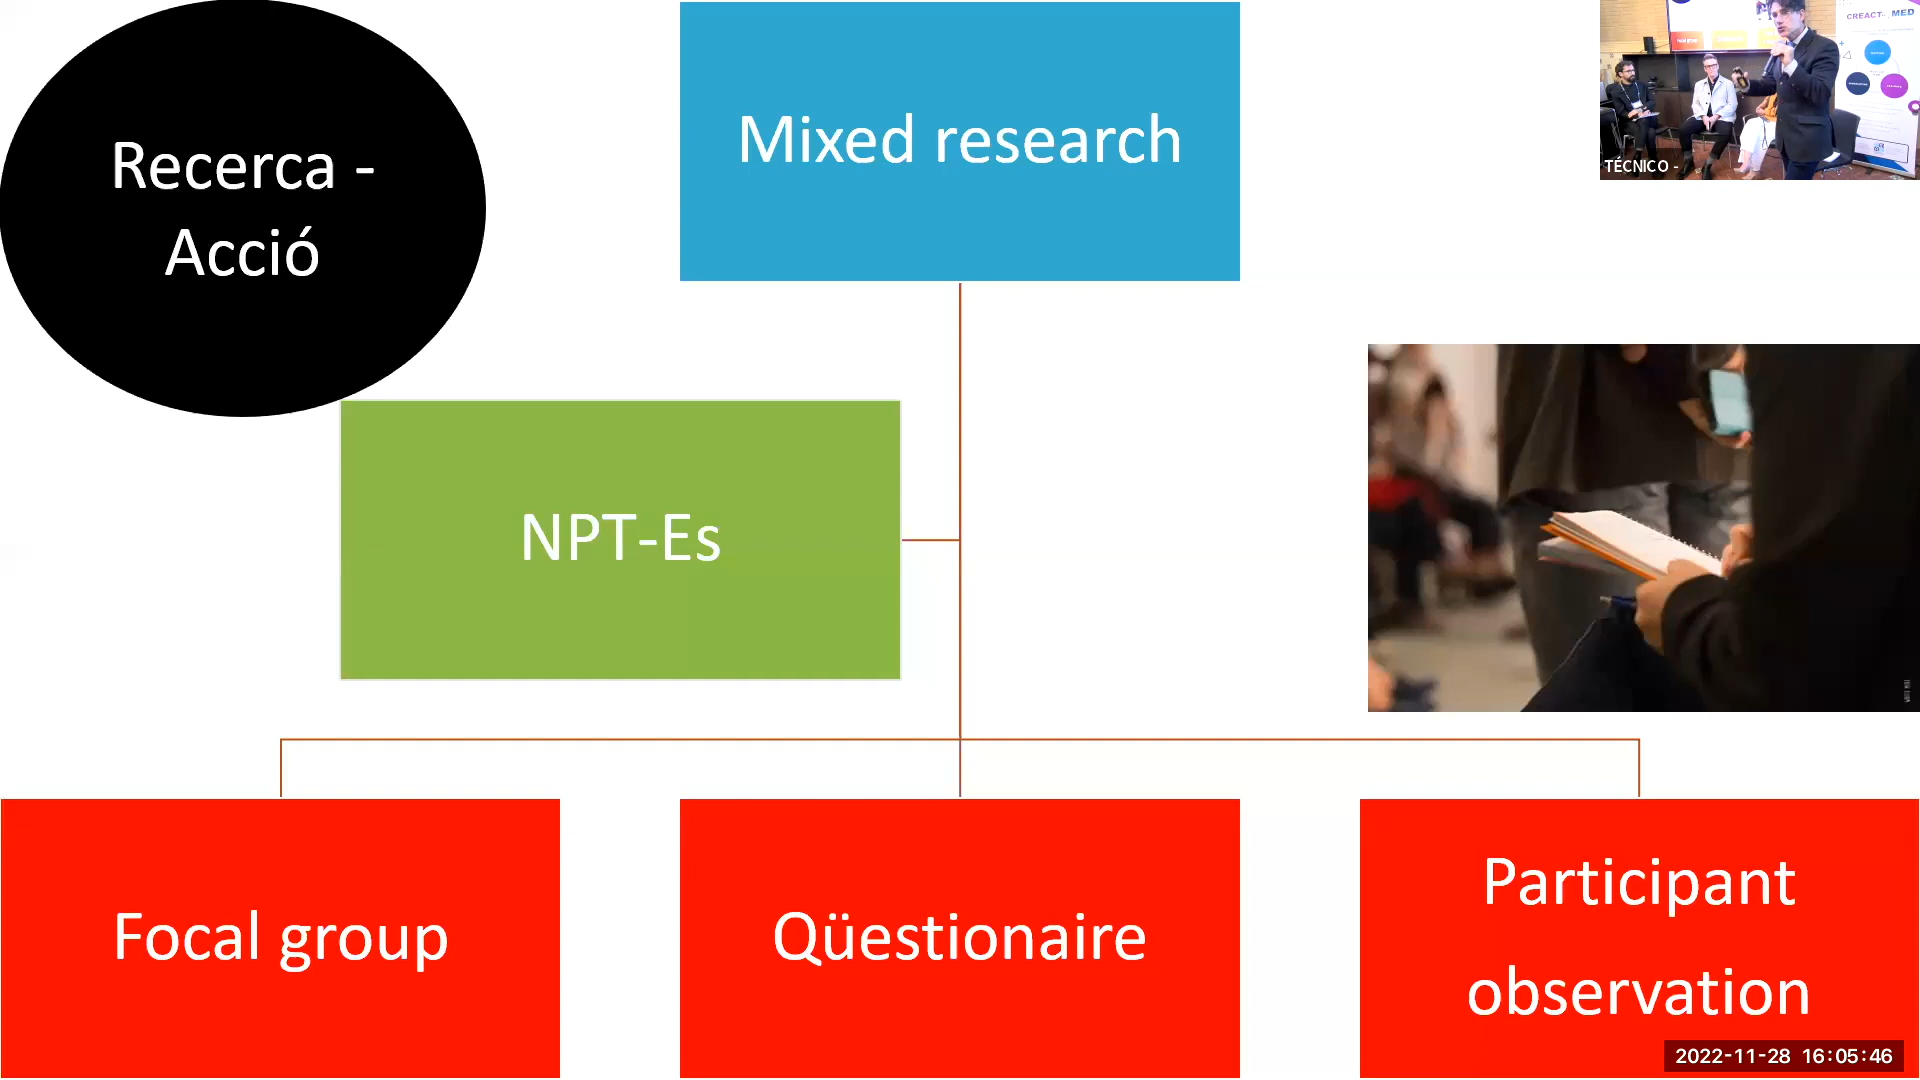 Recerca -
Acció
Mixed research
CREACT
MED
TÉCNICO -
NPT-Es
Focal group
Qüestionaire
Participant
observation
2022-11-28 16:05:46